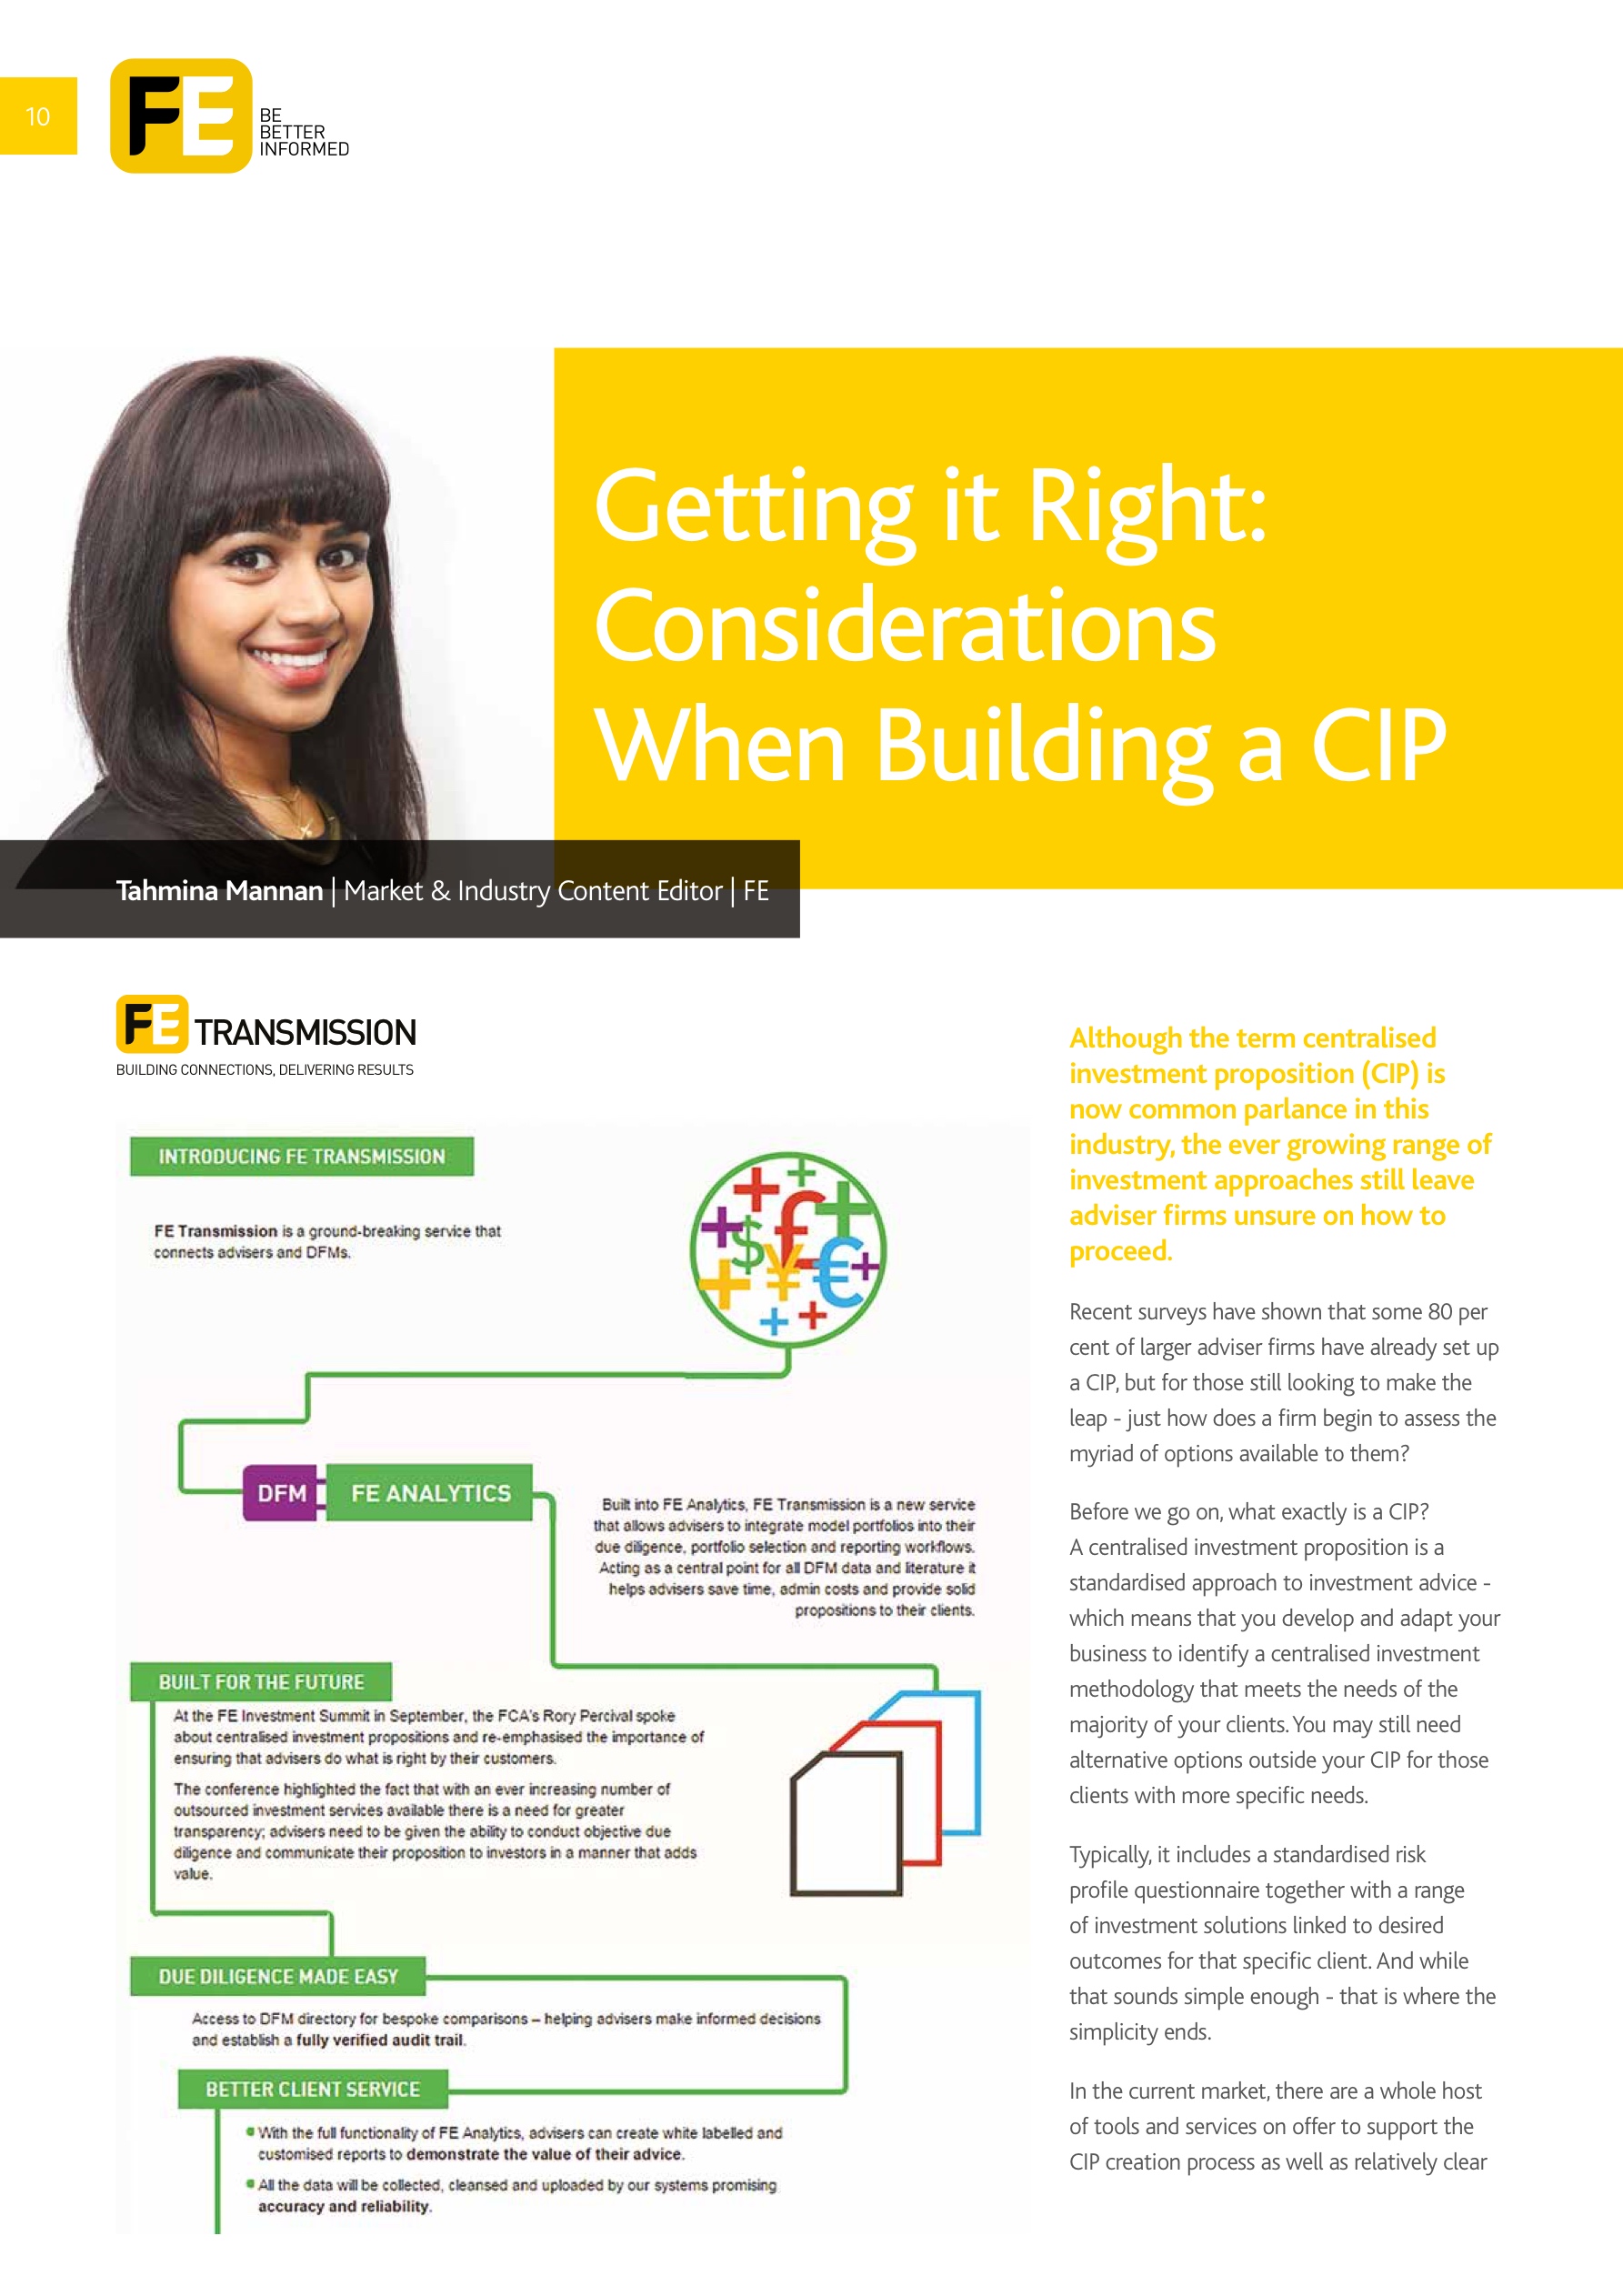 10
FE
BE
BETTER
INFORMED
Getting it Right:
Considerations
When Building a CIP
Tahmina Mannan | Market & Industry Content Editor | FE
FE TRANSMISSION
BUILDING CONNECTIONS, DELIVERING RESULTS
INTRODUCING FE TRANSMISSION
FE Transmission is a ground-breaking service that
connects advisers and DFMs.
$ £ ¥ €
DFM
FE ANALYTICS
Built into FE Analytics, FE Transmission is a new service
that allows advisers to integrate model portfolios into their
due diligence, portfolio selection and reporting workflows.
Acting as a central point for all DFM data and literature it
helps advisers save time, admin costs and provide solid
propositions to their clients.
BUILT FOR THE FUTURE
At the FE Investment Summit in September, the FCA's Rory Percival spoke
about centralised investment propositions and re-emphasised the importance of
ensuring that advisers do what is right by their customers.
The conference highlighted the fact that with an ever increasing number of
outsourced investment services available there is a need for greater
transparency; advisers need to be given the ability to conduct objective due
diligence and communicate their proposition to investors in a manner that adds
value.
DUE DILIGENCE MADE EASY
Access to DFM directory for bespoke comparisons – helping advisers make informed decisions
and establish a fully verified audit trail.
BETTER CLIENT SERVICE
With the full functionality of FE Analytics, advisers can create white labelled and
customised reports to demonstrate the value of their advice.
All the data will be collected, cleansed and uploaded by our systems promising
accuracy and reliability.
Although the term centralised
investment proposition (CIP) is
now common parlance in this
industry, the ever growing range of
investment approaches still leave
adviser firms unsure on how to
proceed.
Recent surveys have shown that some 80 per
cent of larger adviser firms have already set up
a CIP, but for those still looking to make the
leap - just how does a firm begin to assess the
myriad of options available to them?
Before we go on, what exactly is a CIP?
A centralised investment proposition is a
standardised approach to investment advice -
which means that you develop and adapt your
business to identify a centralised investment
methodology that meets the needs of the
majority of your clients. You may still need
alternative options outside your CIP for those
clients with more specific needs.
Typically, it includes a standardised risk
profile questionnaire together with a range
of investment solutions linked to desired
outcomes for that specific client. And while
that sounds simple enough - that is where the
simplicity ends.
In the current market, there are a whole host
of tools and services on offer to support the
CIP creation process as well as relatively clear